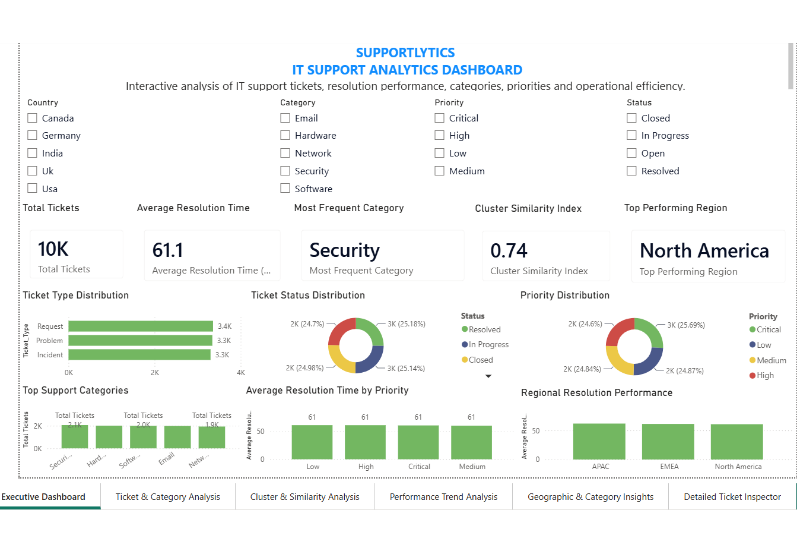 SUPPORTLYTICS
IT SUPPORT ANALYTICS DASHBOARD
Interactive analysis of IT support tickets, resolution performance, categories, priorities and operational efficiency.
Country
Canada
Germany
India
Uk
Usa
Category
Email
Hardware
Network
Security
Software
Priority
Critical
High
Low
Medium
Status
Closed
In Progress
Open
Resolved
Total Tickets
Average Resolution Time
Most Frequent Category
Cluster Similarity Index
Top Performing Region
10K
Total Tickets
61.1
Average Resolution Time (...
Security
Most Frequent Category
0.74
Cluster Similarity Index
North America
Top Performing Region
Ticket Type Distribution
Ticket_Type
Request
3.4K
Problem
3.3K
Incident
3.3K
0K
2K
4K
Ticket Status Distribution
2K (24.7%)
3K (25.18%)
2K (24.98%)
3K (25.14%)
Status
Resolved
In Progress
Closed
Priority Distribution
2K (24.6%)
3K (25.69%)
2K (24.84%)
2K (24.87%)
Priority
Critical
Low
Medium
High
Top Support Categories
Total Tickets
2K
0K
Total Tickets
2.1K
Total Tickets
2.0K
Total Tickets
1.9K
Securi...
Hard...
Softw...
Email
Netw...
Average Resolution Time by Priority
Average Resolu...
50
0
61
61
61
61
Low
High
Critical
Medium
Regional Resolution Performance
Average Resol...
50
0
APAC
EMEA
North America
Executive Dashboard
Ticket & Category Analysis
Cluster & Similarity Analysis
Performance Trend Analysis
Geographic & Category Insights
Detailed Ticket Inspector